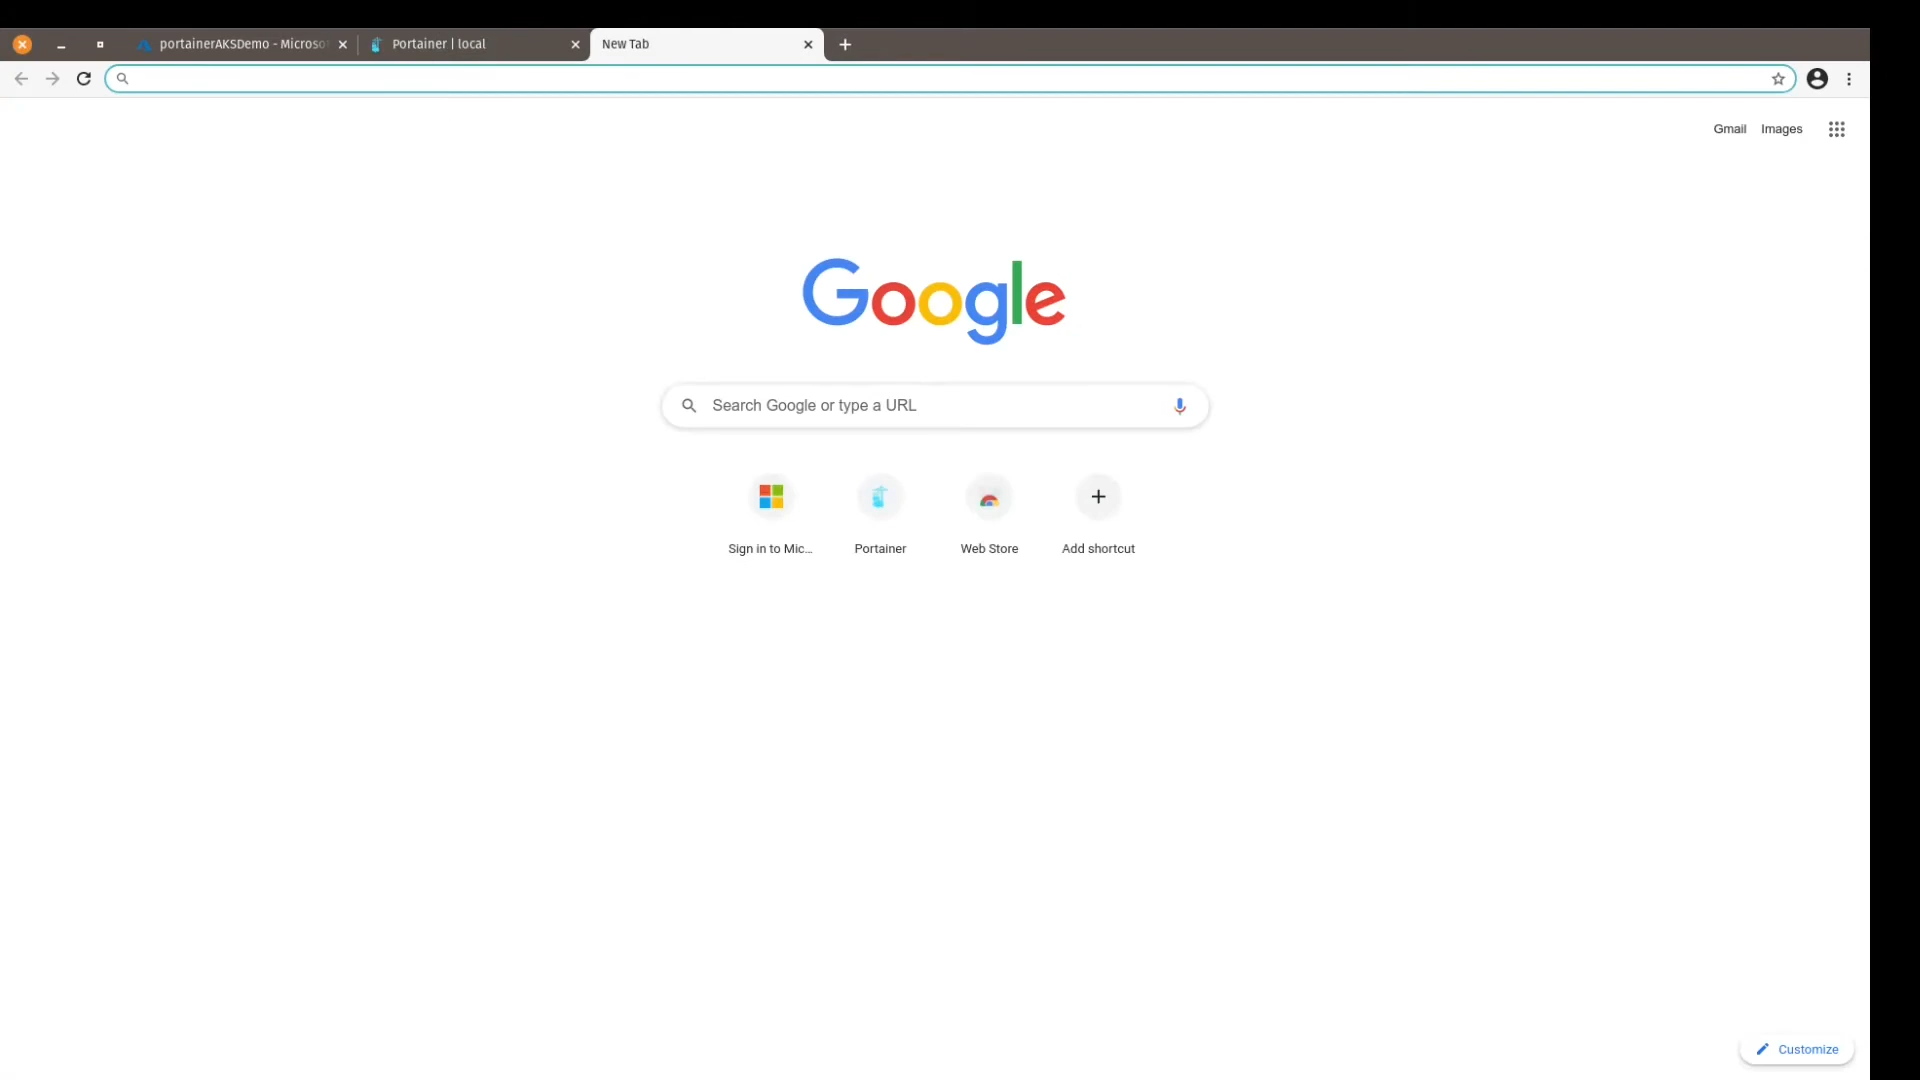 portainerAKSDemo - Microso
Portainer | local
New Tab
Gmail
Images
Google
Search Google or type a URL
Sign in to Mic...
Portainer
Web Store
Add shortcut
Customize